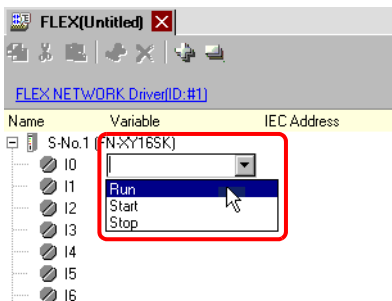 FLEX(Untitled)
FLEX NETWORK Driver(ID:#1)
Name Variable IEC Address
S-No.1 (FN-XY16SK)
I0
I1 Run
I2 Start
I3 Stop
I4
I5
I6